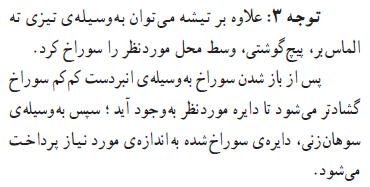 توجه ۳: علاوه بر تیشه می‌توان به‌وسیله‌ی تیزی ته
الماس‌بر، پیچ‌گوشتی، وسط محل موردنظر را سوراخ کرد.
پس از باز شدن سوراخ به‌وسیله‌ی انبردست کم‌کم سوراخ
گشادتر می‌شود تا دایره موردنظر به‌وجود آید ؛ سپس به‌وسیله‌ی
سوهان‌زنی، دایره‌ی سوراخ‌شده به‌اندازه‌ی مورد نیاز پرداخت
می‌شود.